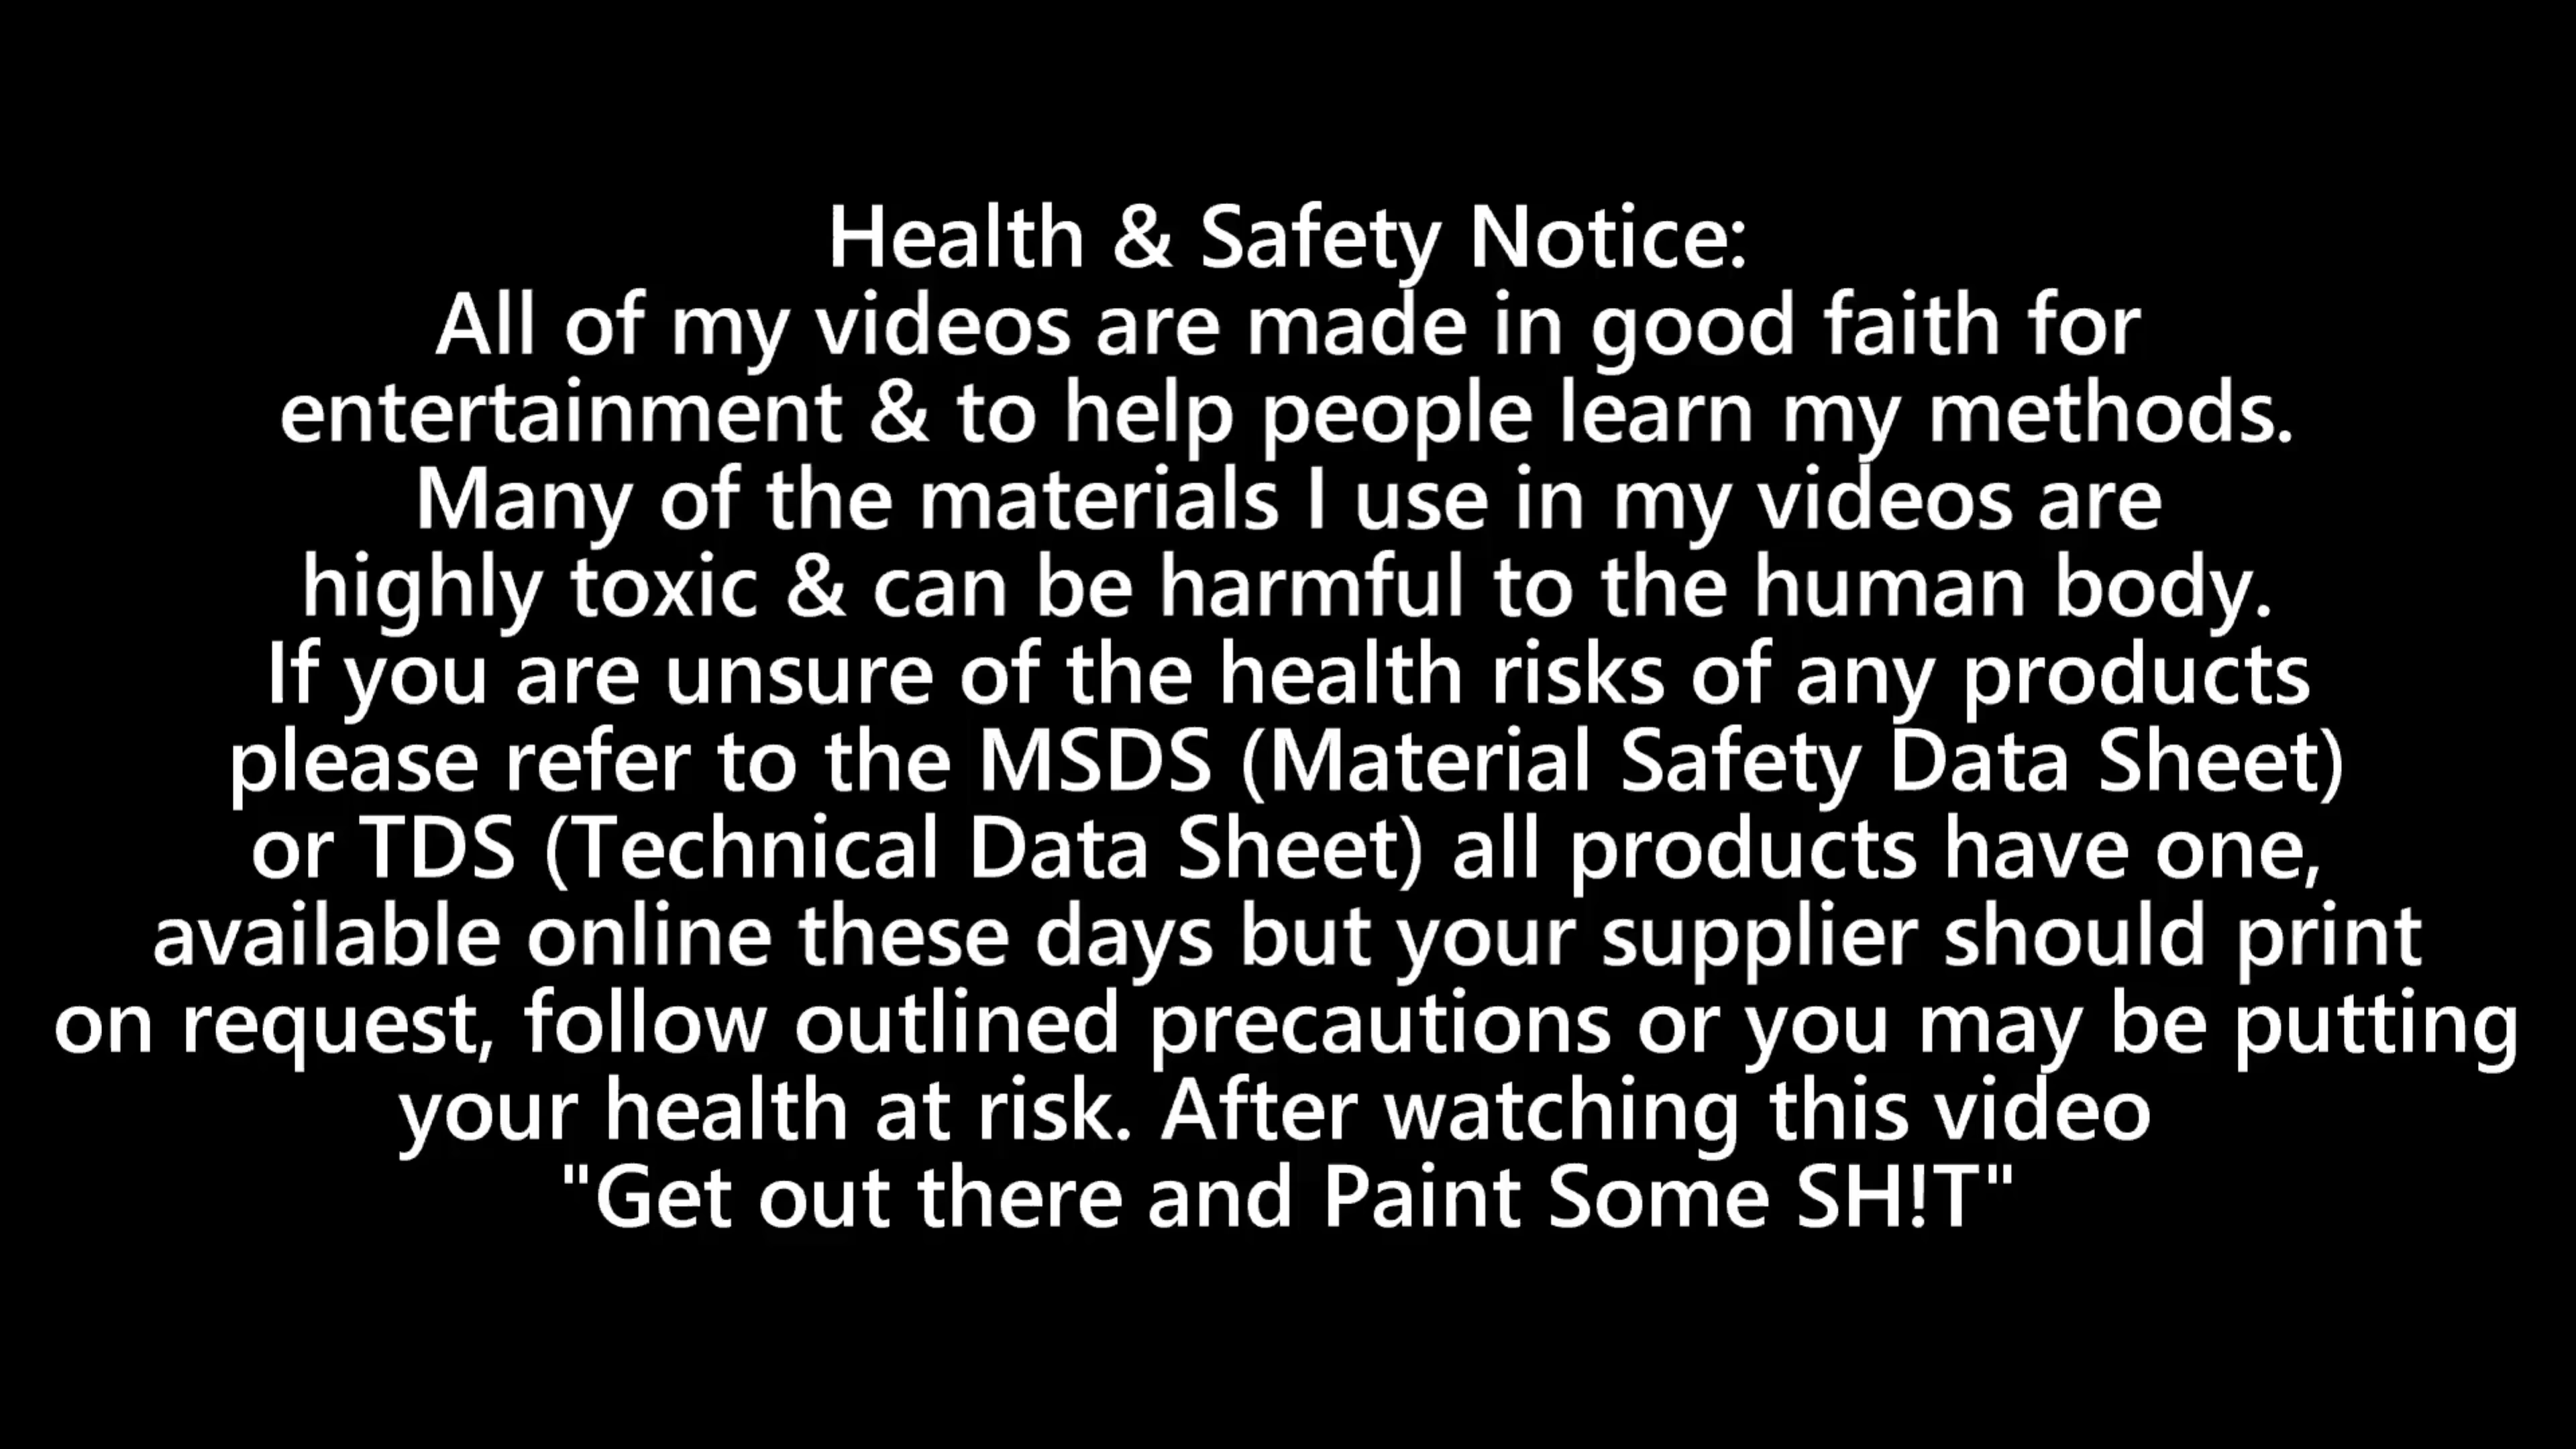 Health & Safety Notice:
All of my videos are made in good faith for
entertainment & to help people learn my methods.
Many of the materials I use in my videos are
highly toxic & can be harmful to the human body.
If you are unsure of the health risks of any products
please refer to the MSDS (Material Safety Data Sheet)
or TDS (Technical Data Sheet) all products have one,
available online these days but your supplier should print
on request, follow outlined precautions or you may be putting
your health at risk. After watching this video
"Get out there and Paint Some SH!T"